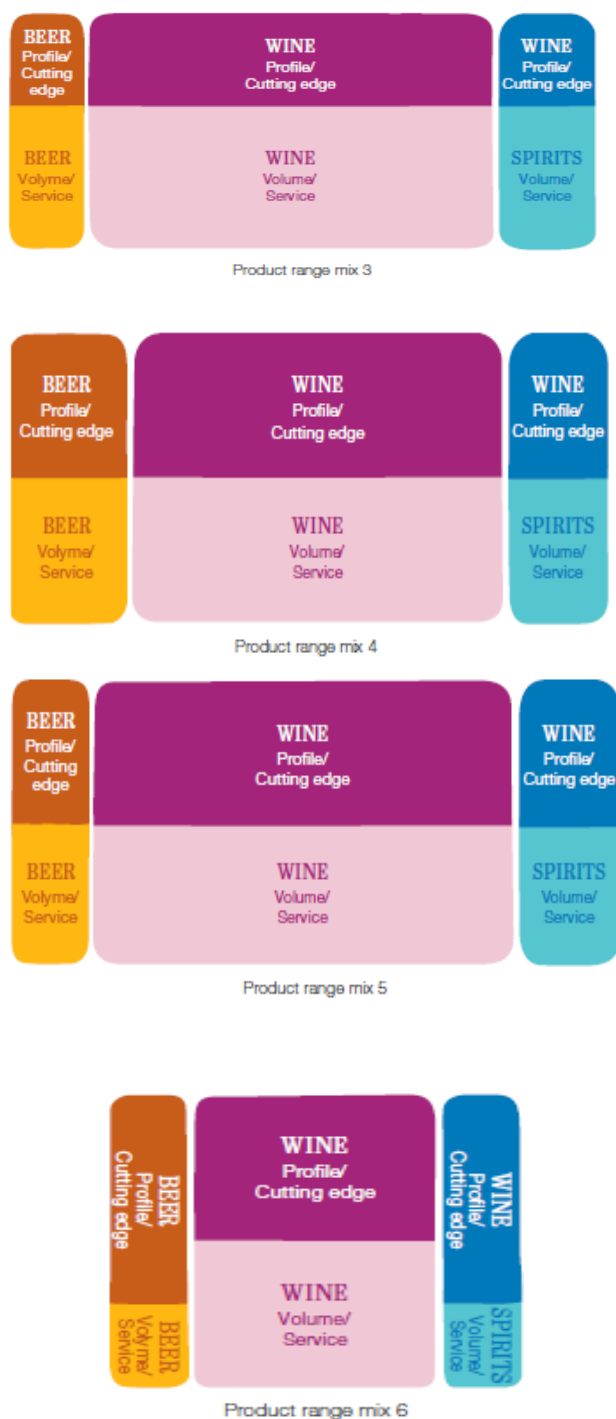 BEER
Profile/
Cutting
edge
WINE
Profile/
Cutting edge
WINE
Profile/
Cutting edge
BEER
Volyme/
Service
WINE
Volume/
Service
SPIRITS
Volume/
Service
Product range mix 3
BEER
Profile/
Cutting edge
WINE
Profile/
Cutting edge
WINE
Profile/
Cutting edge
BEER
Volyme/
Service
WINE
Volume/
Service
SPIRITS
Volume/
Service
Product range mix 4
BEER
Profile/
Cutting
edge
WINE
Profile/
Cutting edge
WINE
Profile/
Cutting edge
BEER
Volyme/
Service
WINE
Volume/
Service
SPIRITS
Volume/
Service
Product range mix 5
BEER
Profile/
Cutting edge
WINE
Profile/
Cutting edge
WINE
Profile/
Cutting edge
BEER
Volyme/
Service
WINE
Volume/
Service
SPIRITS
Volume/
Service
Product range mix 6